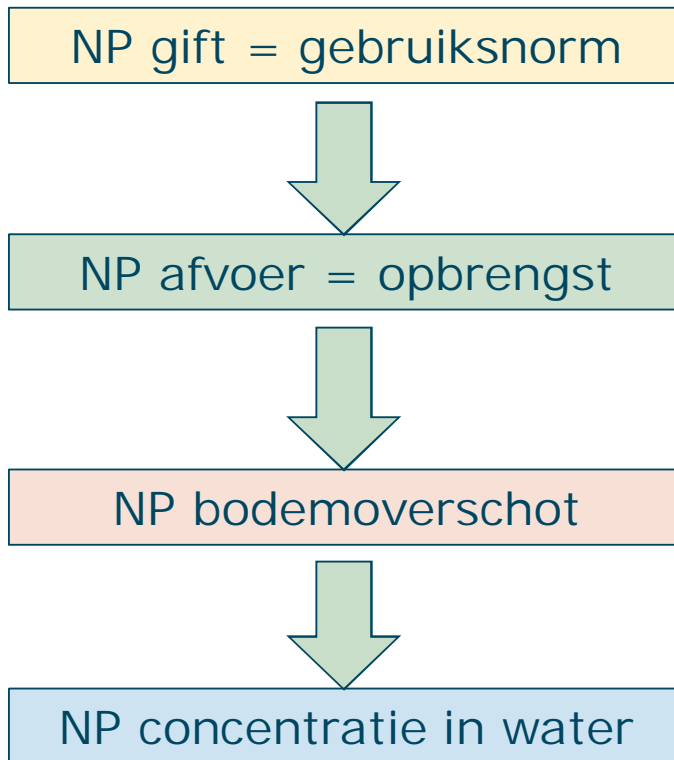 NP gift = gebruiksnorm
NP afvoer = opbrengst
NP bodemoverschot
NP concentratie in water